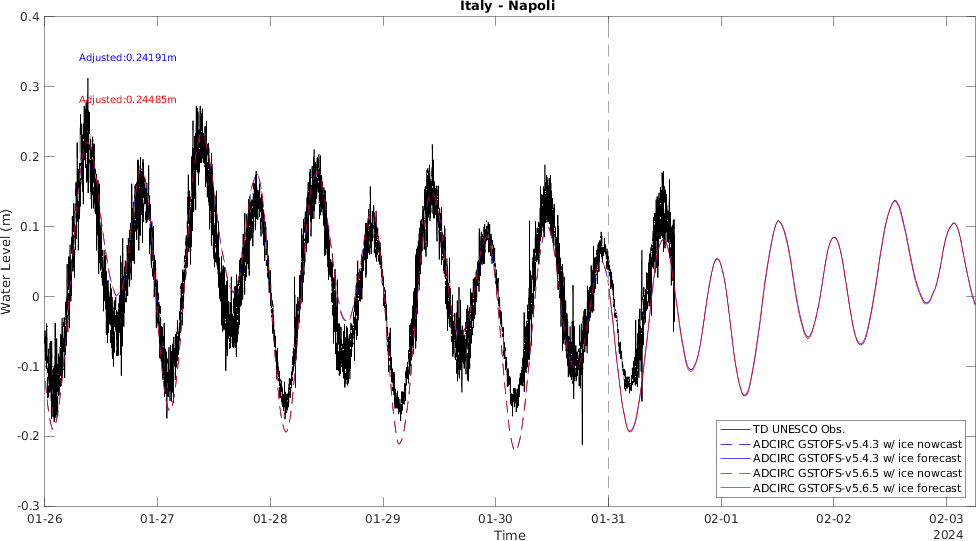 Italy - Napoli
Adjusted:0.24191m
Adjusted:0.24485m
Water Level (m)
0.4
0.3
0.2
0.1
0
-0.1
-0.2
-0.3
01-26
01-27
01-28
01-29
01-30
01-31
02-01
02-02
02-03
Time
2024
TD UNESCO Obs.
ADCIRC GSTOFS-v5.4.3 w/ ice nowcast
ADCIRC GSTOFS-v5.4.3 w/ ice forecast
ADCIRC GSTOFS-v5.6.5 w/ ice nowcast
ADCIRC GSTOFS-v5.6.5 w/ ice forecast